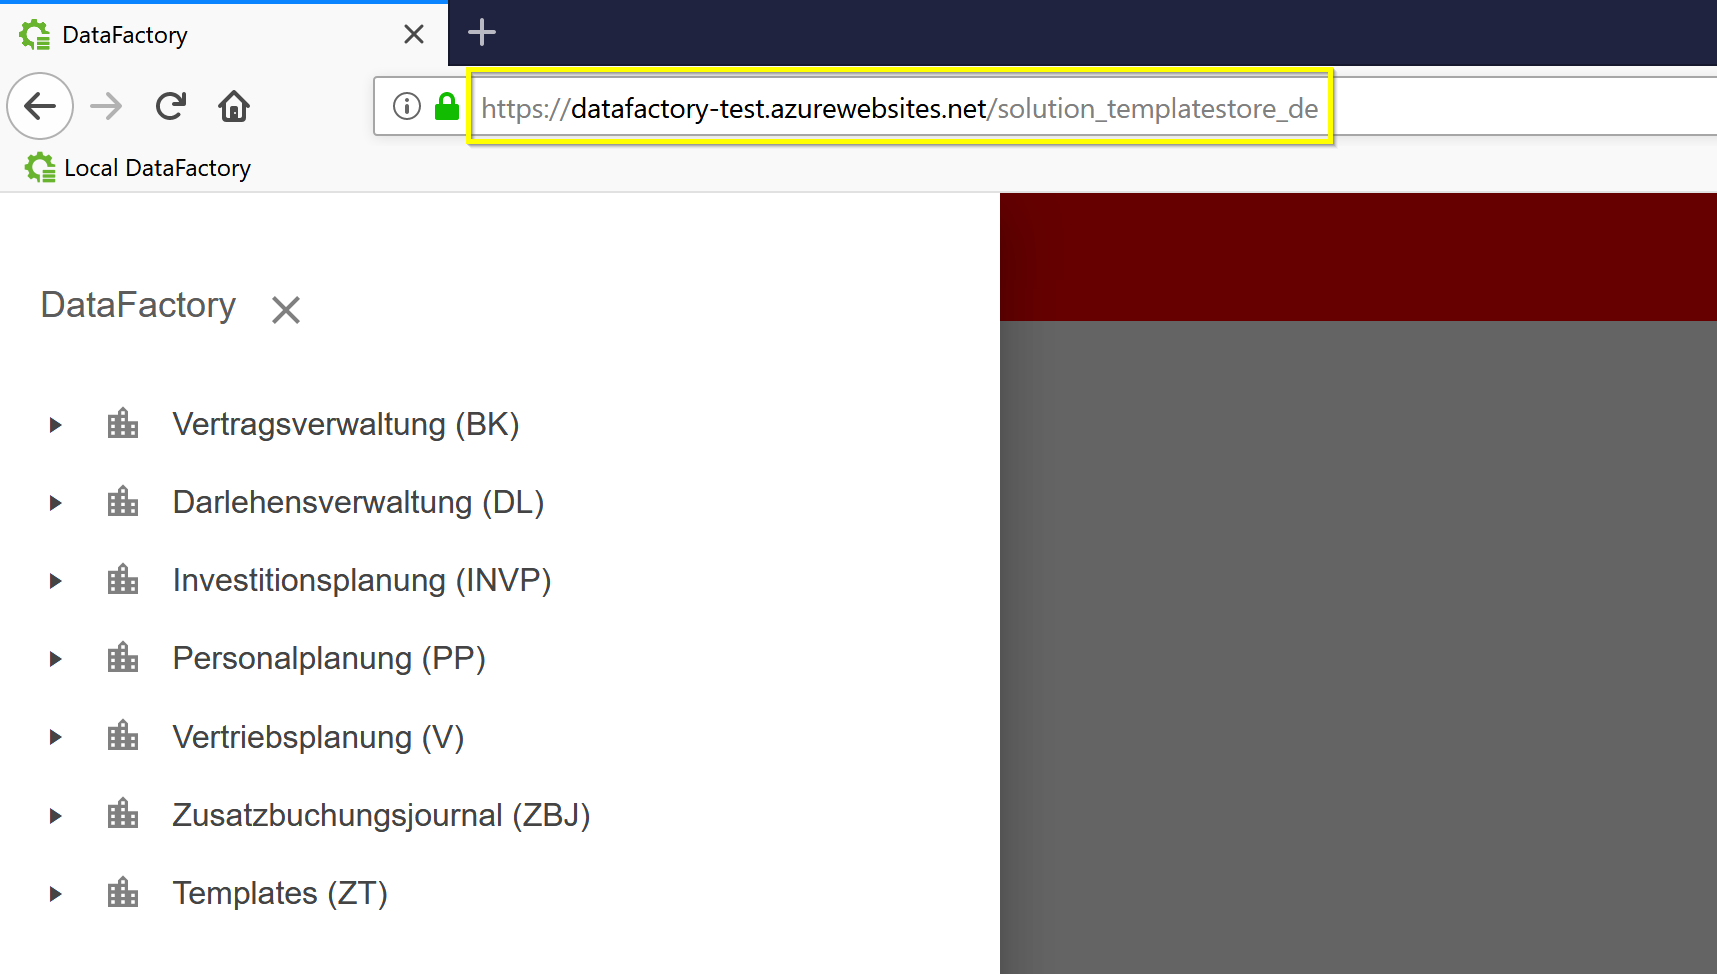 DataFactory
https://datafactory-test.azurewebsites.net/solution_templatestore_de
Local DataFactory
DataFactory
Vertragsverwaltung (BK)
Darlehensverwaltung (DL)
Investitionsplanung (INVP)
Personalplanung (PP)
Vertriebsplanung (V)
Zusatzbuchungsjournal (ZBJ)
Templates (ZT)